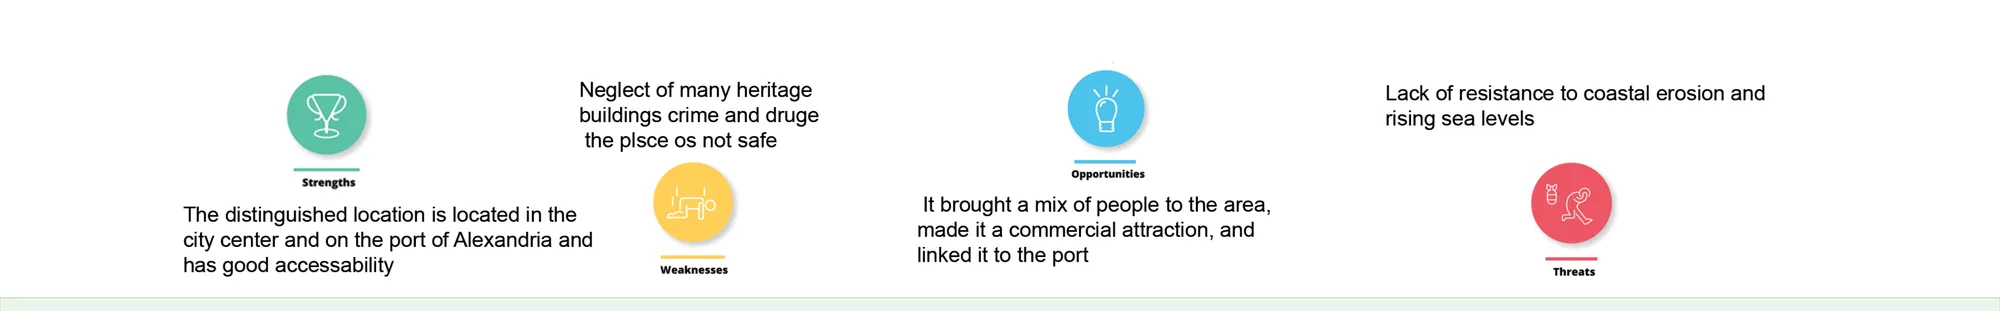 Strengths
The distinguished location is located in the
city center and on the port of Alexandria and
has good accessability
Neglect of many heritage
buildings crime and druge
the plsce os not safe
Weaknesses
Opportunities
It brought a mix of people to the area,
made it a commercial attraction, and
linked it to the port
Lack of resistance to coastal erosion and
rising sea levels
Threats